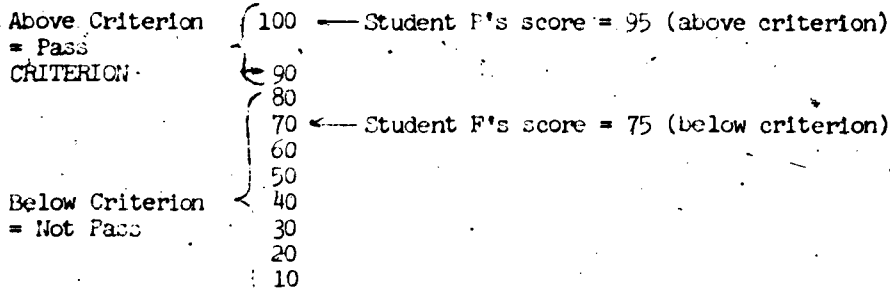 Above Criterion 100 Student F's score = 95 (above criterion)
= Pass
CRITERION 90
80
70 Student F's score = 75 (below criterion)
60
50
Below Criterion 40
= Not Pass 30
20
10